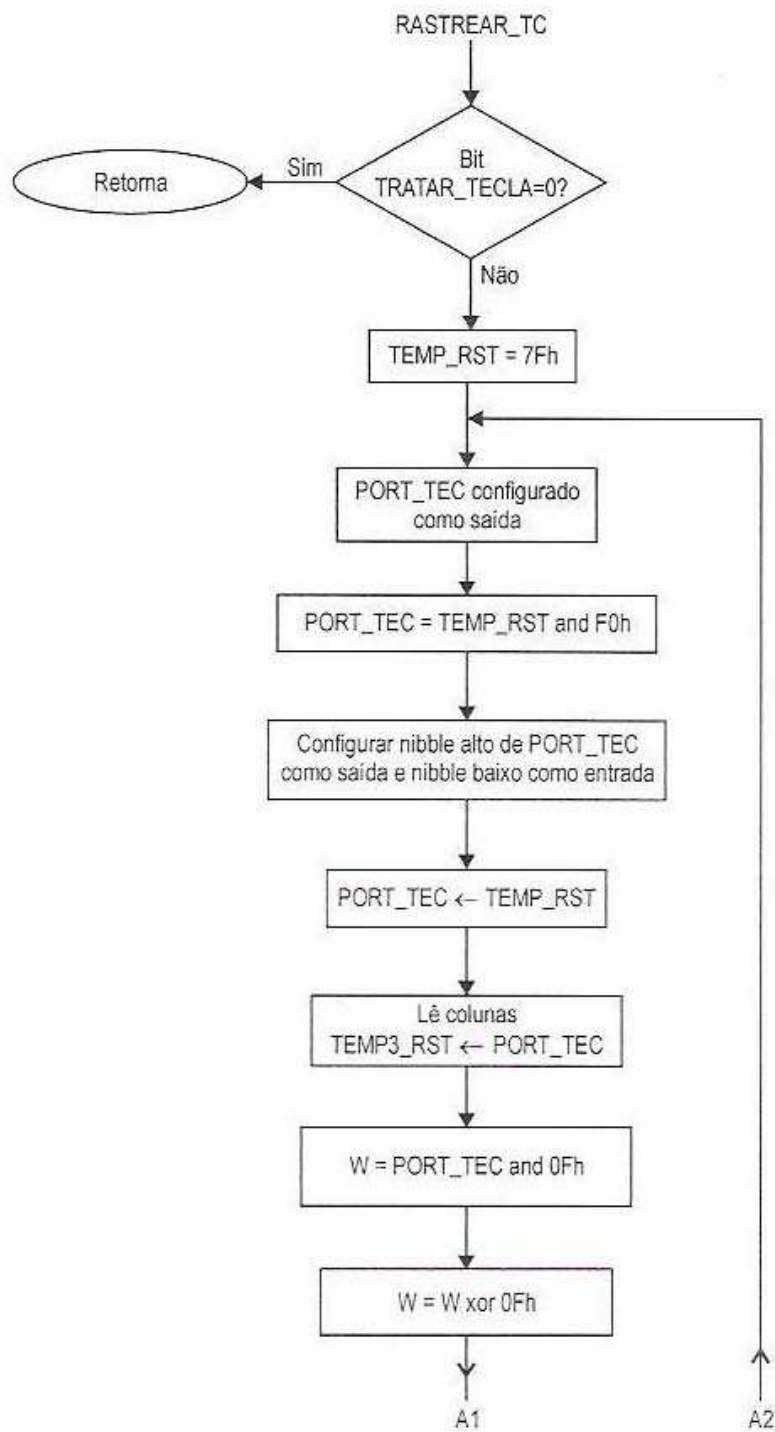 RASTREAR_TC
Bit
TRATAR_TECLA=0?
Sim
Retorna
Não
TEMP_RST = 7Fh
PORT_TEC configurado
como saída
PORT_TEC = TEMP_RST and F0h
Configurar nibble alto de PORT_TEC
como saída e nibble baixo como entrada
PORT_TEC ← TEMP_RST
Lê colunas
TEMP3_RST ← PORT_TEC
W = PORT_TEC and 0Fh
W = W xor 0Fh
A1
A2